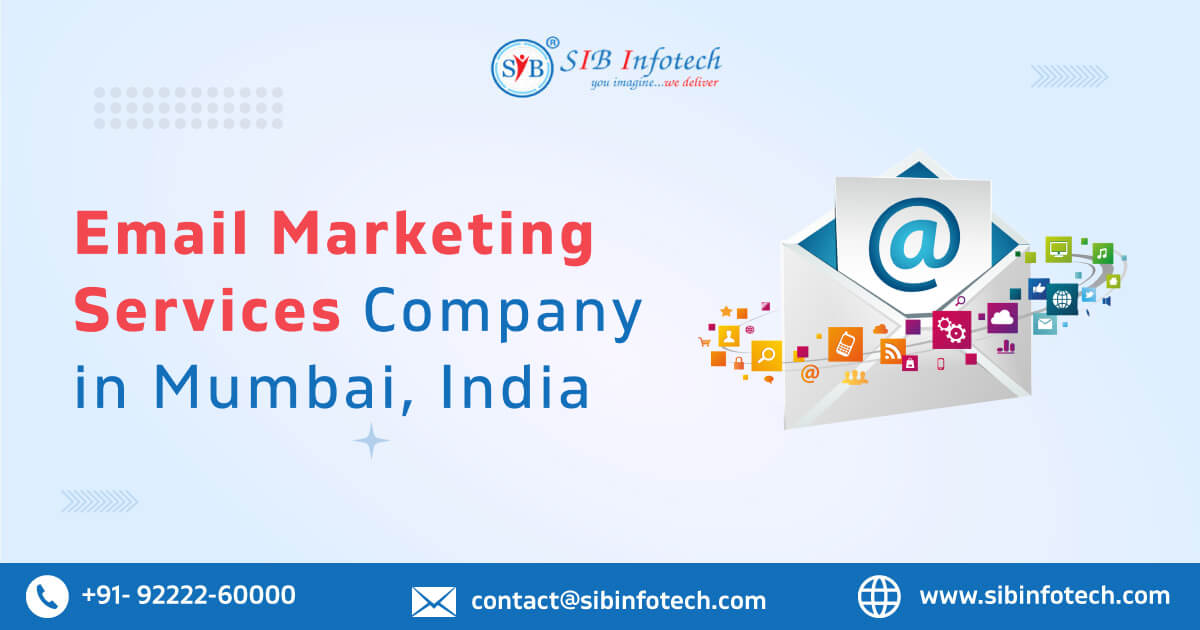 SIB
®
SIB Infotech
you imagine...we deliver
Email Marketing
Services Company
in Mumbai, India
@
@
+91- 92222-60000
contact@sibinfotech.com
www.sibinfotech.com